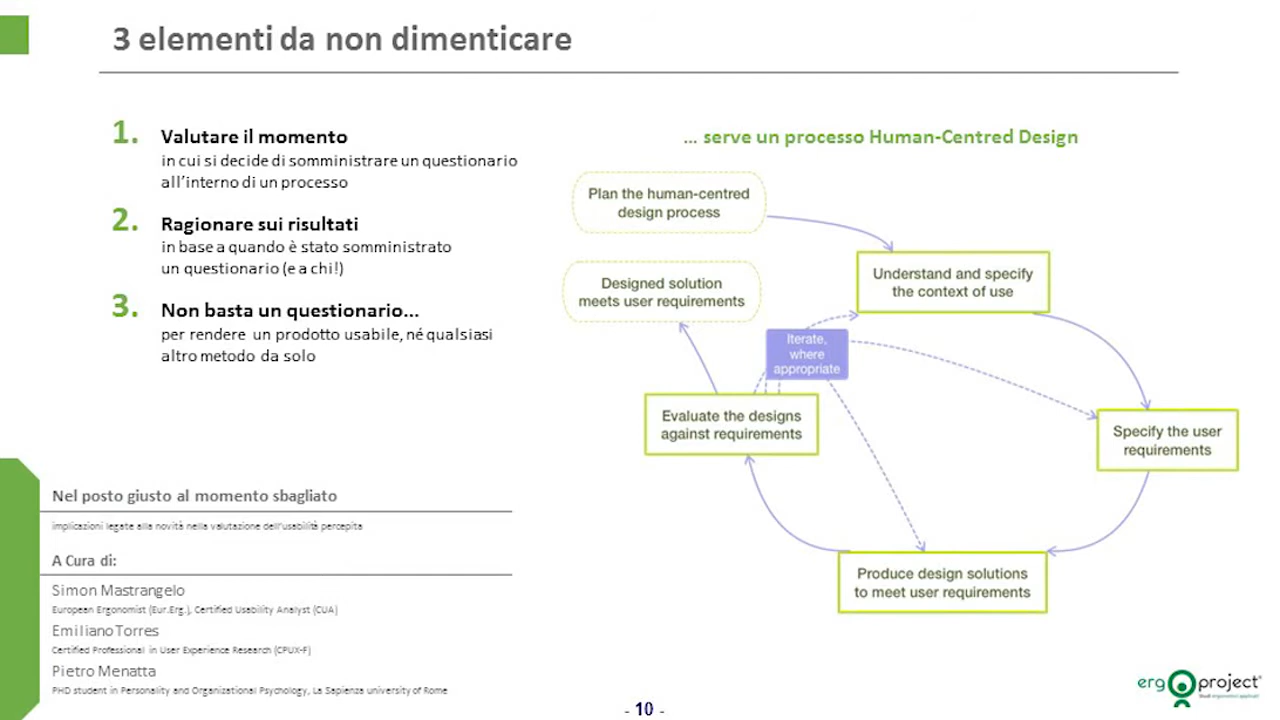 3 elementi da non dimenticare
1. Valutare il momento
in cui si decide di somministrare un questionario
all'interno di un processo
2. Ragionare sui risultati
in base a quando è stato somministrato
un questionario (e a chi!)
3. Non basta un questionario...
per rendere un prodotto usabile, né qualsiasi
altro metodo da solo
... serve un processo Human-Centred Design
Plan the human-centred
design process
Designed solution
meets user requirements
Understand and specify
the context of use
Iterate,
where
appropriate
Evaluate the designs
against requirements
Specify the user
requirements
Produce design solutions
to meet user requirements
Nel posto giusto al momento sbagliato
implicazioni legate alla novità nella valutazione dell'usabilità percepita
A Cura di:
Simon Mastrangelo
European Ergonomist (Eur.Erg.), Certified Usability Analyst (CUA)
Emiliano Torres
Certified Professional in User Experience Research (CPUX-F)
Pietro Menatta
PHD student in Personality and Organizational Psychology, La Sapienza university of Rome
- 10 -
ergoproject